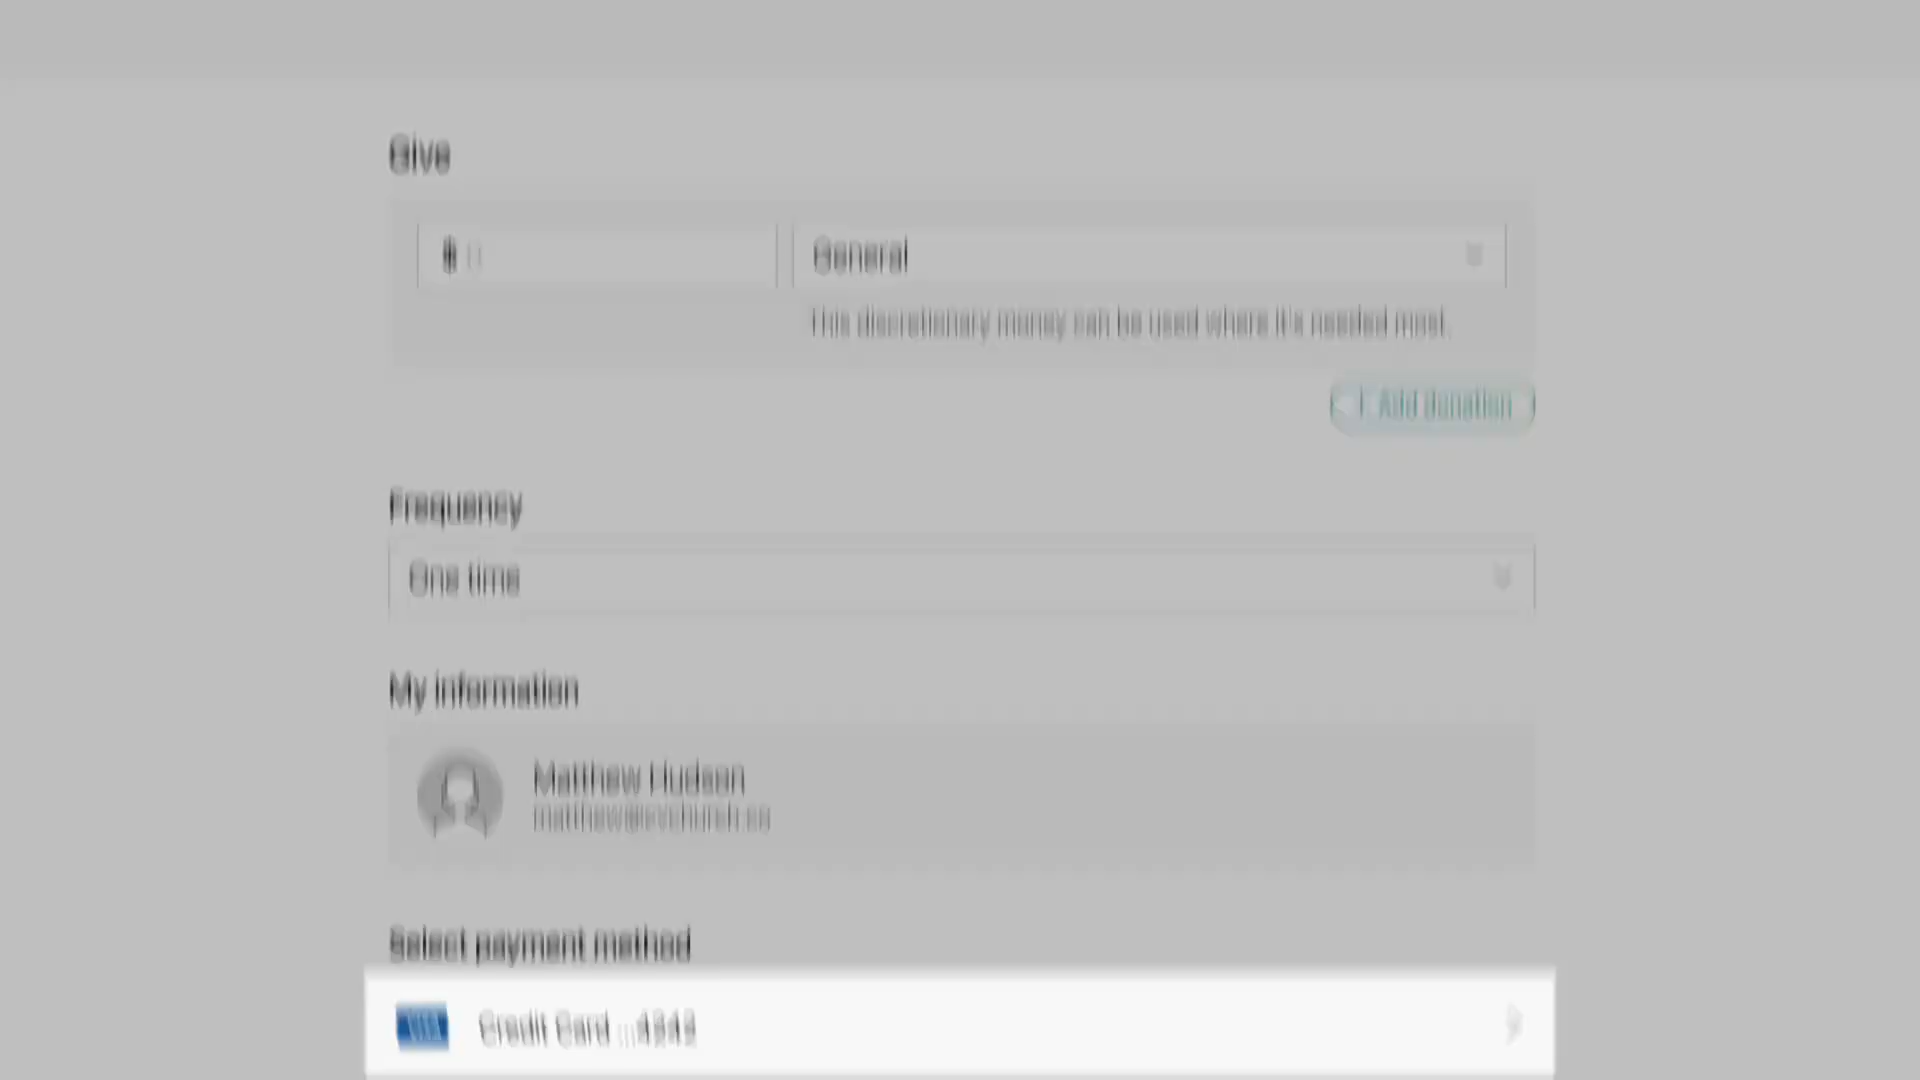 Give
$
General
This discretionary money can be used where it's needed most.
Add donation
Frequency
One time
My information
Matthew Hudson
Select payment method
VISA
Credit Card